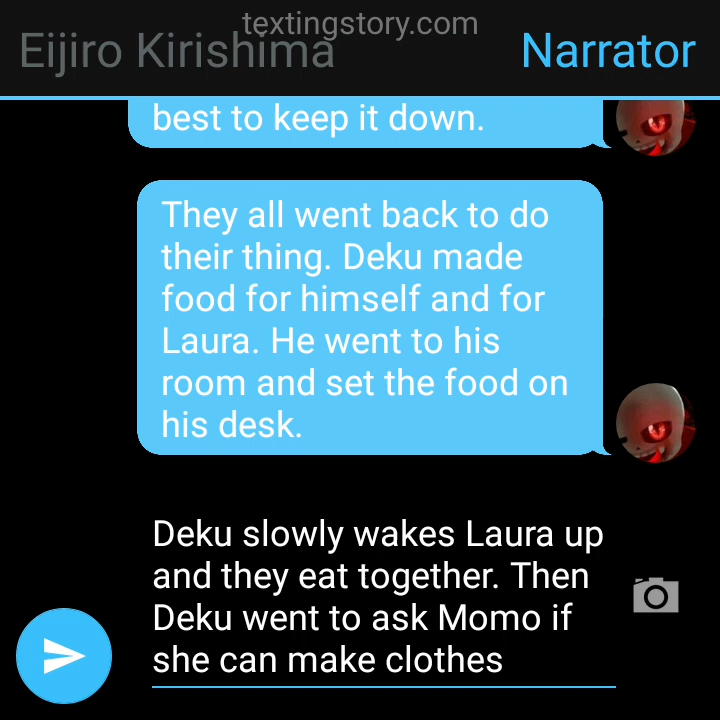 textingstory.com
Eijiro Kirishima
Narrator
best to keep it down.
They all went back to do
their thing. Deku made
food for himself and for
Laura. He went to his
room and set the food on
his desk.
Deku slowly wakes Laura up
and they eat together. Then
Deku went to ask Momo if
she can make clothes